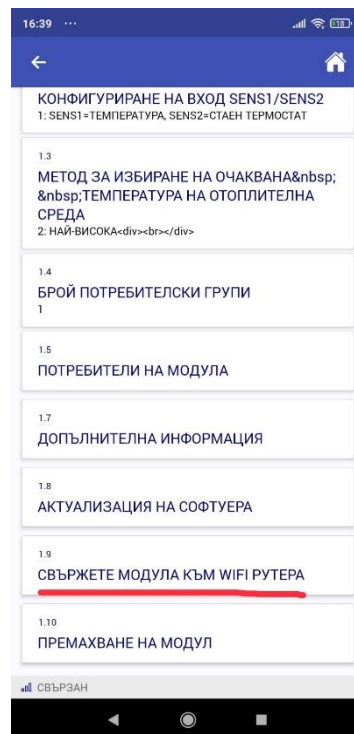 16:39 ...
118
КОНФИГУРИРАНЕ НА ВХОД SENS1/SENS2
1: SENS1=ТЕМПЕРАТУРА, SENS2=СТАЕН ТЕРМОСТАТ
1.3
МЕТОД ЗА ИЗБИРАНЕ НА ОЧАКВАНА&nbsp;
&nbsp;ТЕМПЕРАТУРА НА ОТОПЛИТЕЛНА
СРЕДА
2: НАЙ-ВИСОКА<div><br></div>
1.4
БРОЙ ПОТРЕБИТЕЛСКИ ГРУПИ
1
1.5
ПОТРЕБИТЕЛИ НА МОДУЛА
1.7
ДОПЪЛНИТЕЛНА ИНФОРМАЦИЯ
1.8
АКТУАЛИЗАЦИЯ НА СОФТУЕРА
1.9
СВЪРЖЕТЕ МОДУЛА КЪМ WIFI РУТЕРА
1.10
ПРЕМАХВАНЕ НА МОДУЛ
СВЪРЗАН